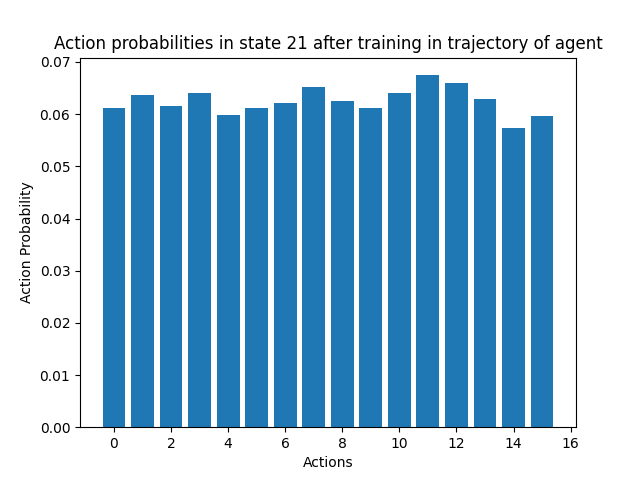 Action probabilities in state 21 after training in trajectory of agent
0.07
0.06
0.05
0.04
0.03
0.02
0.01
0.00
Action Probability
0 2 4 6 8 10 12 14 16
Actions